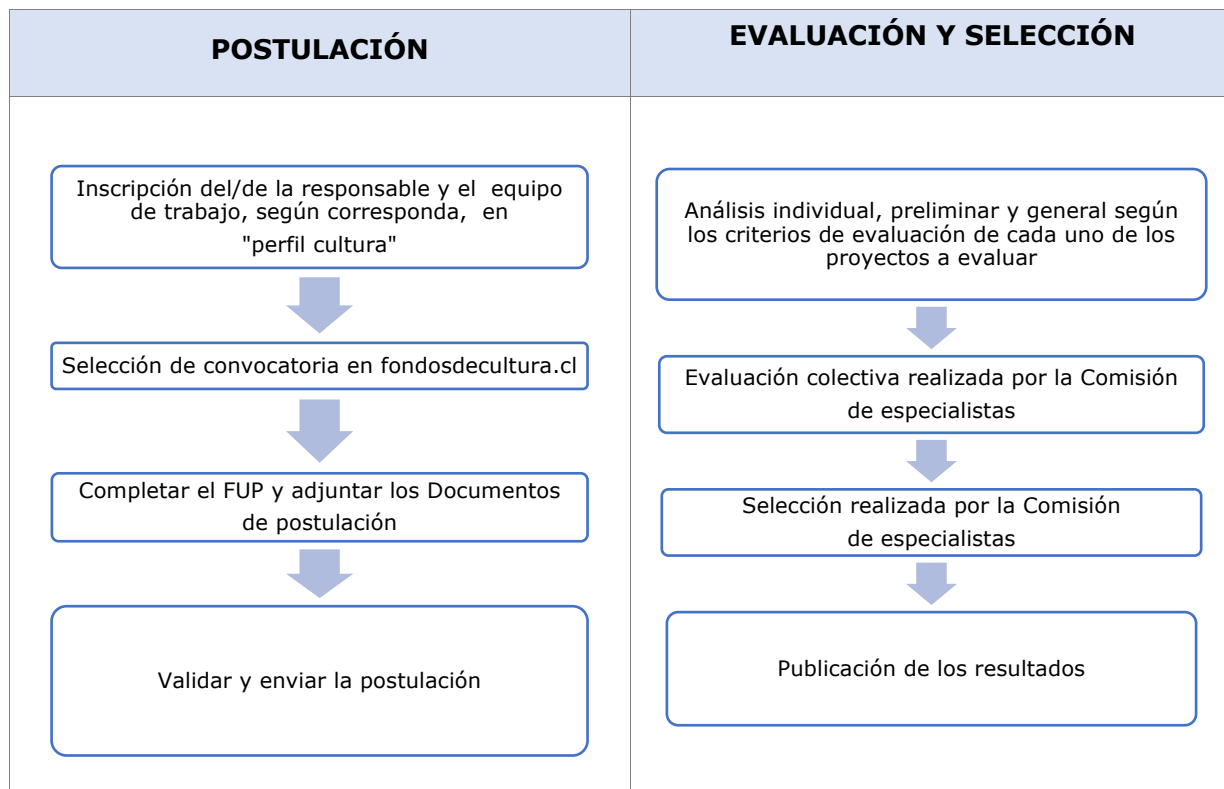 POSTULACIÓN
Inscripción del/de la responsable y el equipo
de trabajo, según corresponda, en
"perfil cultura"
Selección de convocatoria en fondosdecultura.cl
Completar el FUP y adjuntar los Documentos
de postulación
Validar y enviar la postulación
EVALUACIÓN Y SELECCIÓN
Análisis individual, preliminar y general según
los criterios de evaluación de cada uno de los
proyectos a evaluar
Evaluación colectiva realizada por la Comisión
de especialistas
Selección realizada por la Comisión
de especialistas
Publicación de los resultados